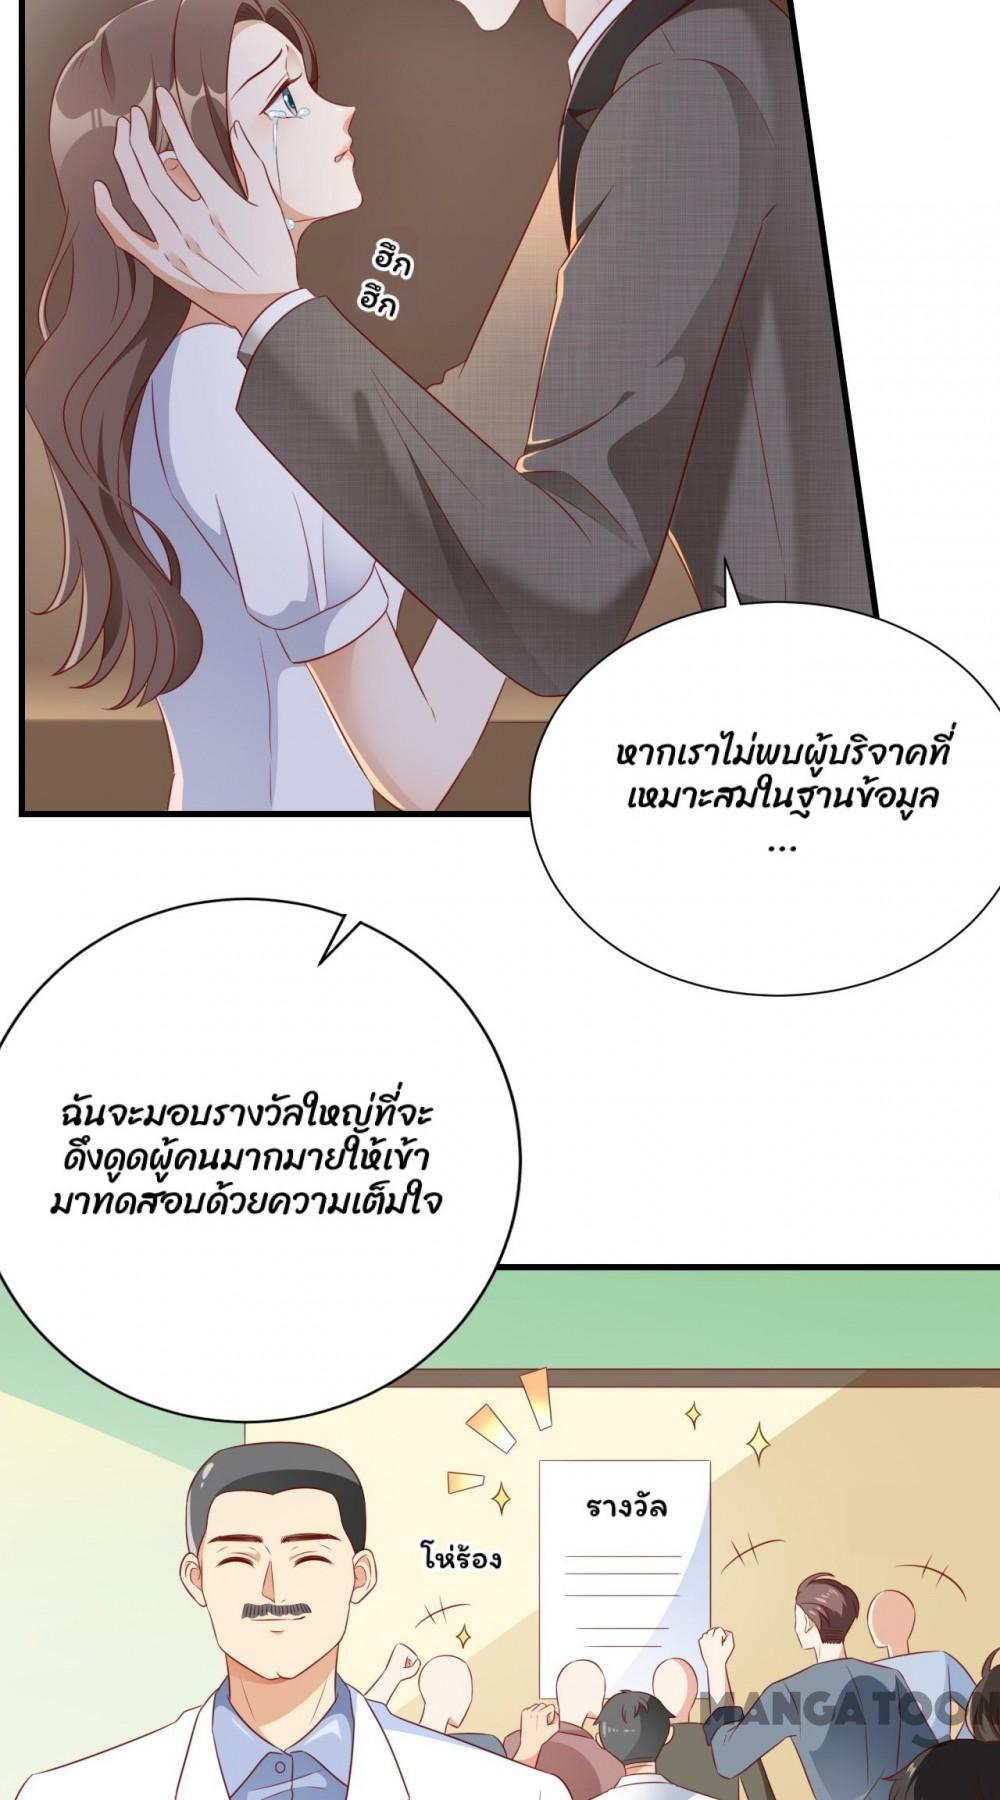 ฮึก
ฮึก
หากเราไม่พบผู้บริจาคที่
เหมาะสมในฐานข้อมูล
...
ฉันจะมอบรางวัลใหญ่ที่จะ
ดึงดูดผู้คนมากมายให้เข้า
มาทดสอบด้วยความเต็มใจ
รางวัล
โห่ร้อง
MANGATOON